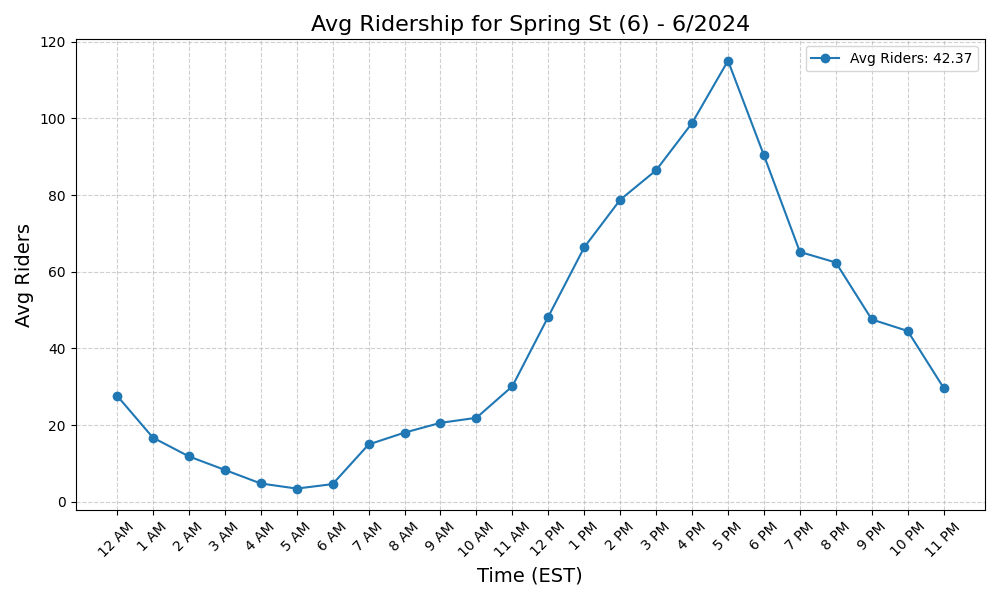 Avg Ridership for Spring St (6) - 6/2024
Avg Riders: 42.37
Avg Riders
120
100
80
60
40
20
0
12 AM
1 AM
2 AM
3 AM
4 AM
5 AM
6 AM
7 AM
8 AM
9 AM
10 AM
11 AM
12 PM
1 PM
2 PM
3 PM
4 PM
5 PM
6 PM
7 PM
8 PM
9 PM
10 PM
11 PM
Time (EST)